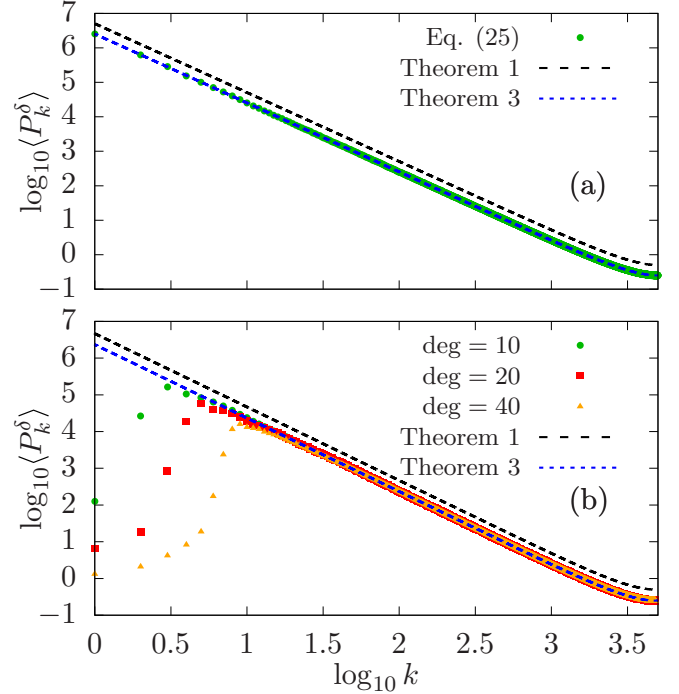 7
6
5
4
3
2
1
0
−1
log₁₀⟨Pₖ^δ⟩
Eq. (25)
Theorem 1
Theorem 3
(a)
7
6
5
4
3
2
1
0
−1
log₁₀⟨Pₖ^δ⟩
deg = 10
deg = 20
deg = 40
Theorem 1
Theorem 3
(b)
0 0.5 1 1.5 2 2.5 3 3.5
log₁₀ k